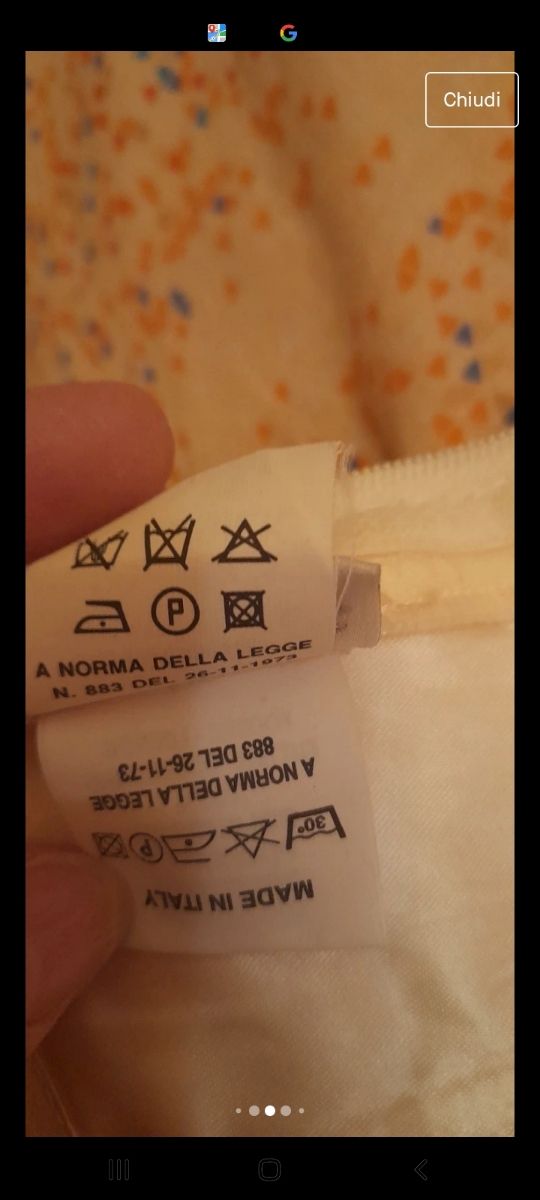 Chiudi
P
A NORMA DELLA LEGGE
N. 883 DEL 26-11-1973
MADE IN ITALY
30°
P
A NORMA DELLA LEGGE
883 DEL 26-11-73